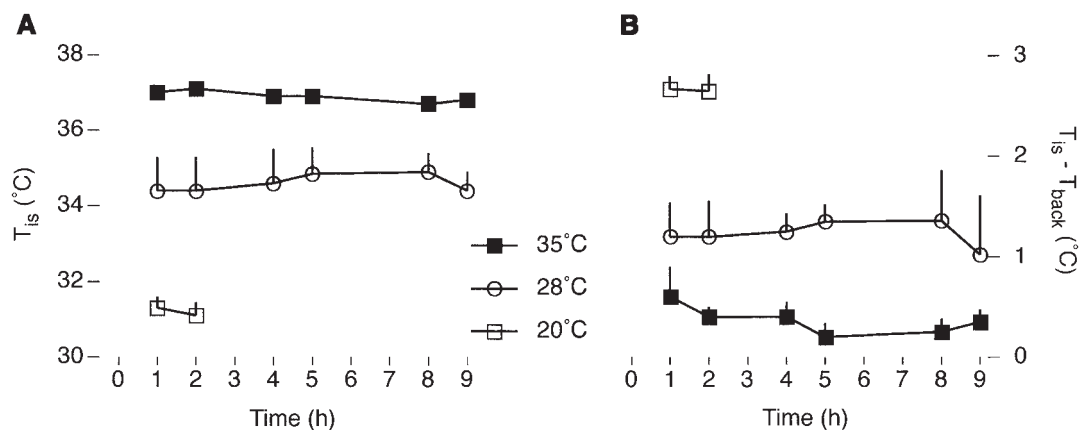 A
38
36
34
31
30
T_is (°C)
0 1 2 3 4 5 6 7 8 9
Time (h)
35°C
28°C
20°C
B
3
2
1
0
T_is - T_back (°C)
0 1 2 3 4 5 6 7 8 9
Time (h)